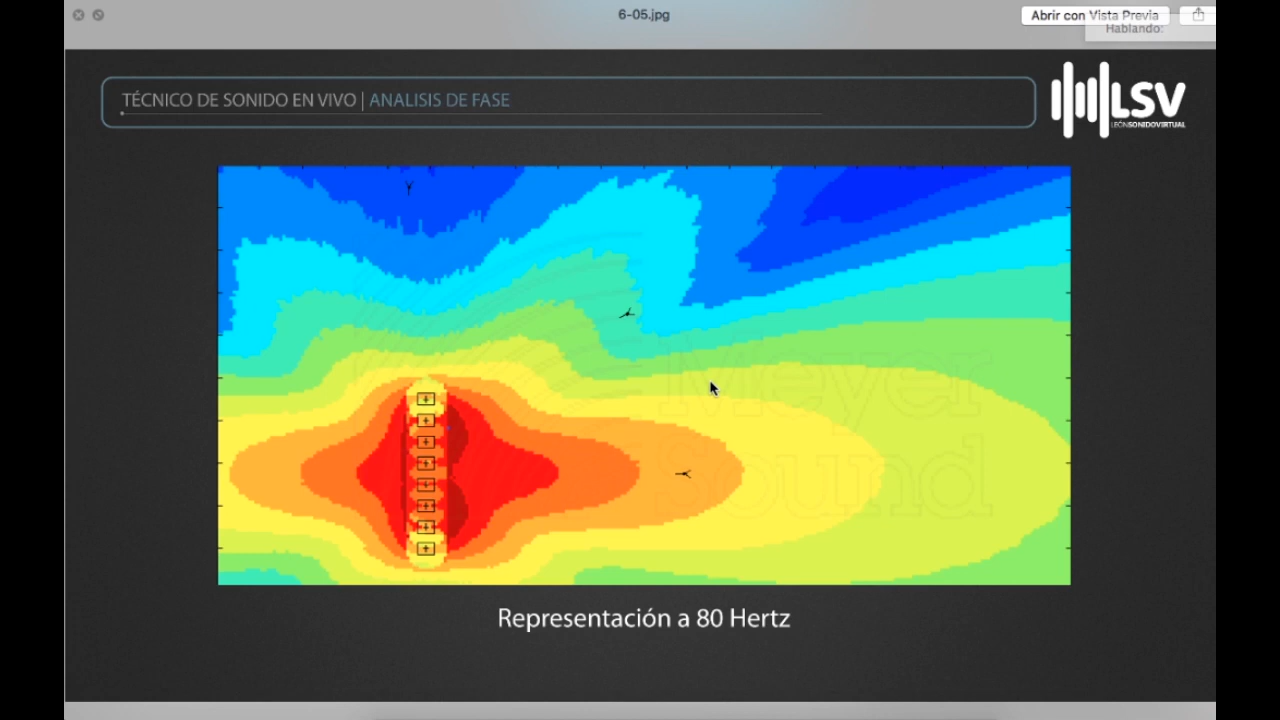 6-05.jpg
Abrir con Vista Previa
Hablando:
TÉCNICO DE SONIDO EN VIVO | ANALISIS DE FASE
LSV
LEÓNSONIDOVIRTUAL
Meyer
Sound
Representación a 80 Hertz